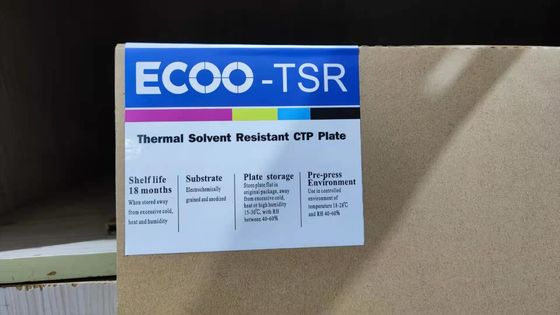 ECOO-TSR
Thermal Solvent Resistant CTP Plate
Shelf life
18 months
When stored away
from excessive cold,
heat and humidity
Substrate
Electrochemically
grained and anodized
Plate storage
Store plate flat in
original package, away
from excessive cold,
heat or high humidity
15-30℃, with RH
between 40-60%
Pre-press
Environment
Use in controlled
environment of
temperature 18-26℃
and RH 40-60%